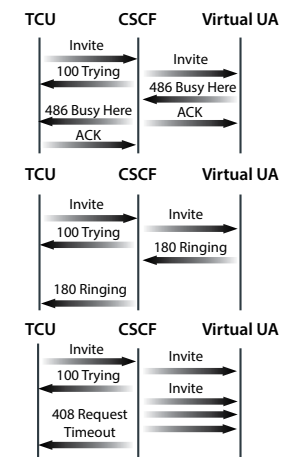 TCU CSCF Virtual UA
Invite
Invite
100 Trying
486 Busy Here
486 Busy Here
ACK
ACK
TCU CSCF Virtual UA
Invite
Invite
100 Trying
180 Ringing
180 Ringing
TCU CSCF Virtual UA
Invite
Invite
100 Trying
Invite
408 Request
Timeout